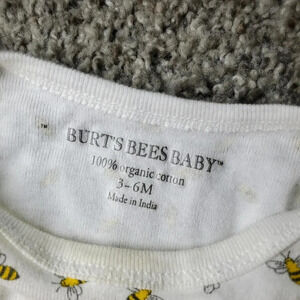 BURT'S BEES BABY™
100% organic cotton
3-6M
Made in India